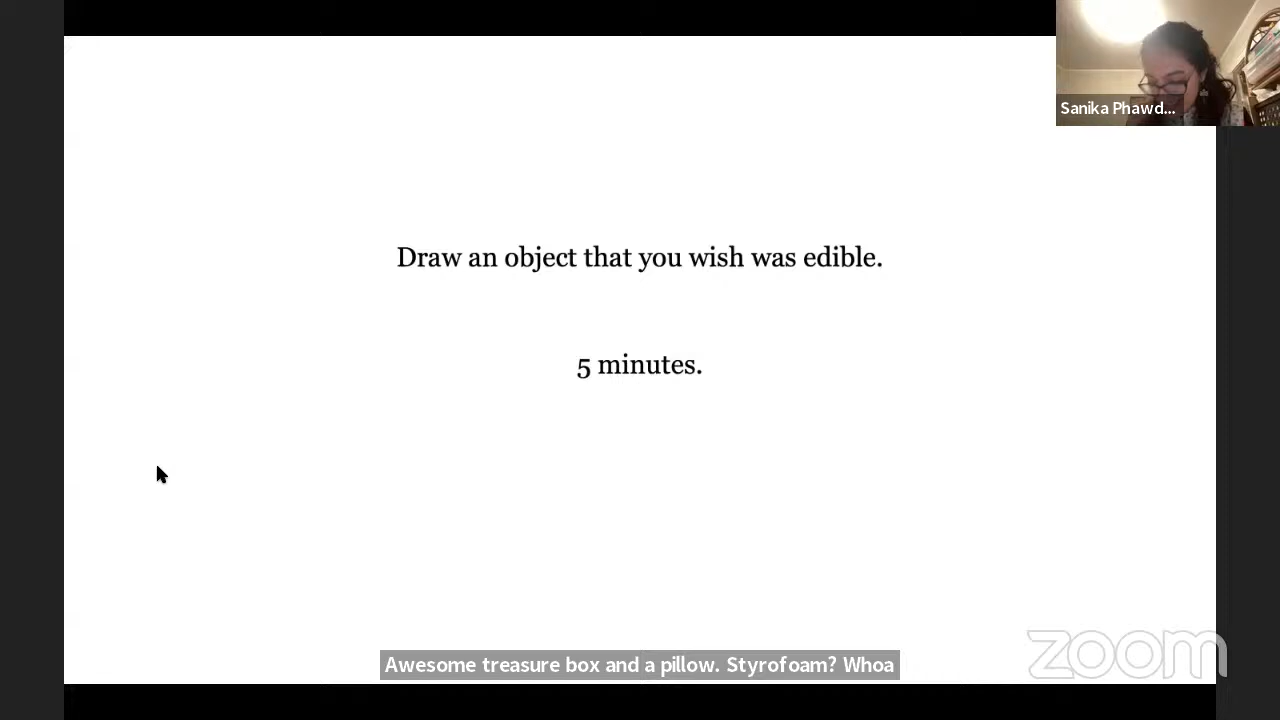 Sanika Phawd...
Draw an object that you wish was edible.
5 minutes.
Awesome treasure box and a pillow. Styrofoam? Whoa
zoom